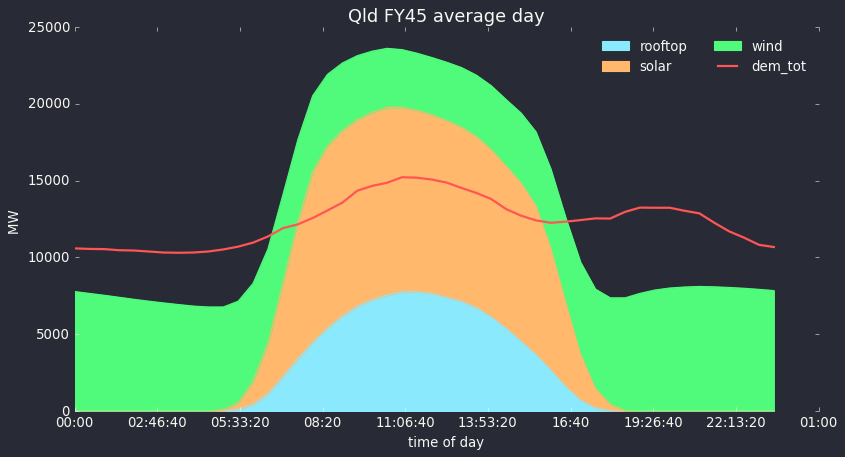 Qld FY45 average day
25000
20000
15000
10000
5000
0
MW
rooftop
solar
wind
dem_tot
00:00 02:46:40 05:33:20 08:20 11:06:40 13:53:20 16:40 19:26:40 22:13:20 01:00
time of day